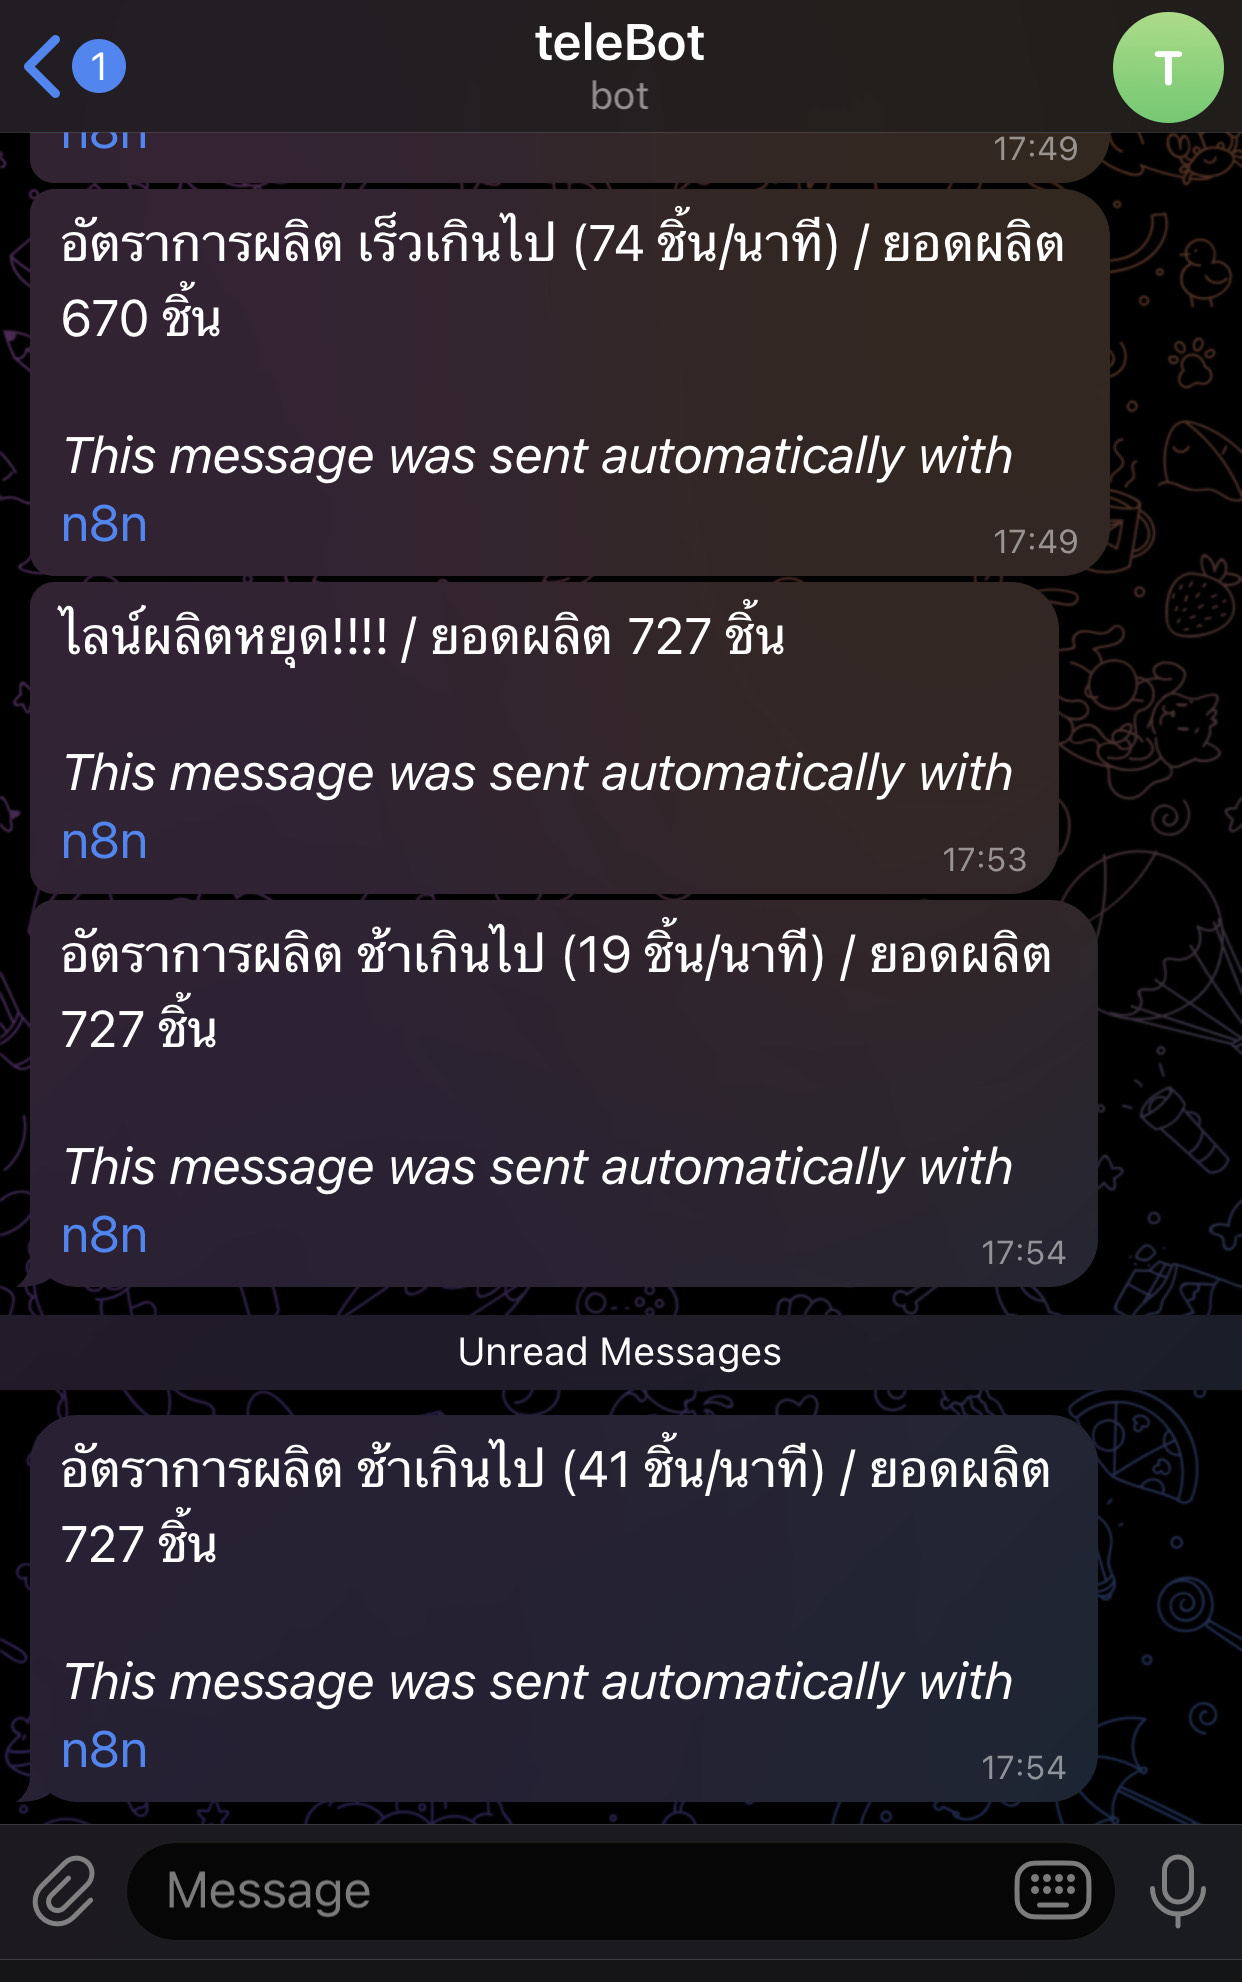 1
teleBot
bot
T
n8n
17:49
อัตราการผลิต เร็วเกินไป (74 ชิ้น/นาที) / ยอดผลิต
670 ชิ้น
This message was sent automatically with
n8n
17:49
ไลน์ผลิตหยุด!!!! / ยอดผลิต 727 ชิ้น
This message was sent automatically with
n8n
17:53
อัตราการผลิต ช้าเกินไป (19 ชิ้น/นาที) / ยอดผลิต
727 ชิ้น
This message was sent automatically with
n8n
17:54
Unread Messages
อัตราการผลิต ช้าเกินไป (41 ชิ้น/นาที) / ยอดผลิต
727 ชิ้น
This message was sent automatically with
n8n
17:54
Message